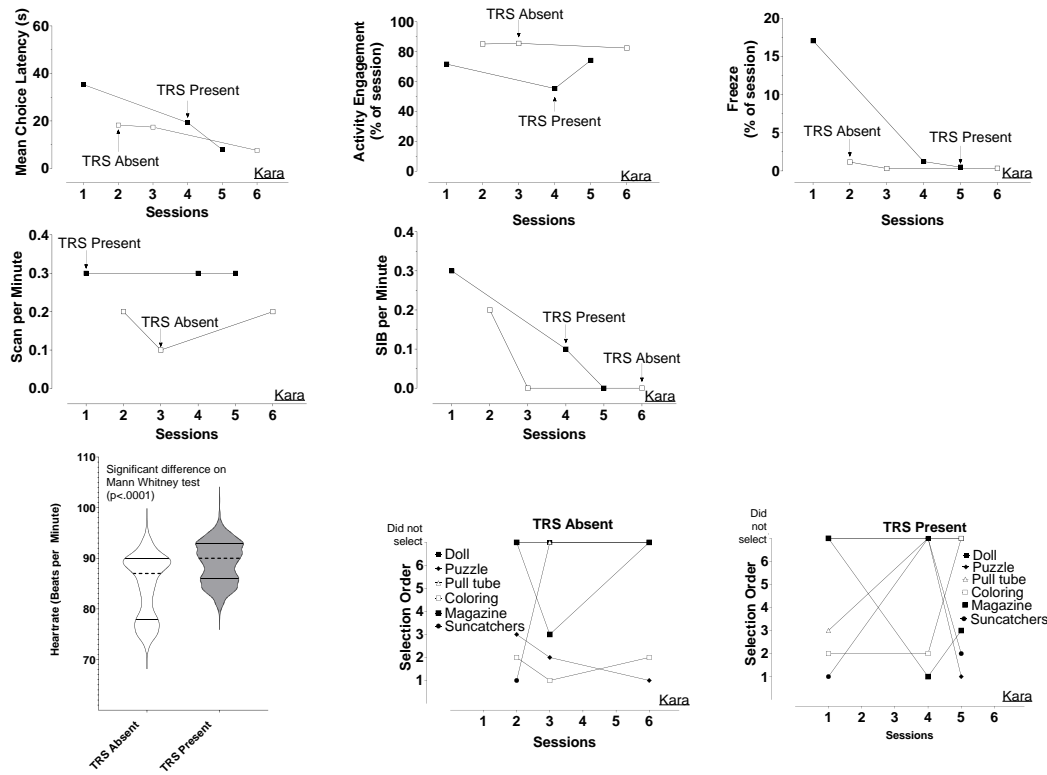 Mean Choice Latency (s)
60
40
20
0
TRS Present
TRS Absent
Kara
1 2 3 4 5 6
Sessions
Activity Engagement
(% of session)
100
80
60
40
20
0
TRS Absent
TRS Present
Kara
1 2 3 4 5 6
Sessions
Freeze
(% of session)
20
15
10
5
0
TRS Absent
TRS Present
Kara
1 2 3 4 5 6
Sessions
Scan per Minute
0.4
0.3
0.2
0.1
0.0
TRS Present
TRS Absent
Kara
1 2 3 4 5 6
Sessions
SIB per Minute
0.4
0.3
0.2
0.1
0.0
TRS Present
TRS Absent
Kara
1 2 3 4 5 6
Sessions
Heartrate (Beats per Minute)
110
100
90
80
70
Significant difference on
Mann Whitney test
(p<.0001)
TRS Absent
TRS Present
TRS Absent
Did not
select
Selection Order
6
5
4
3
2
1
Doll
Puzzle
Pull tube
Coloring
Magazine
Suncatchers
Kara
1 2 3 4 5 6
Sessions
TRS Present
Did
not
select
Selection Order
6
5
4
3
2
1
Doll
Puzzle
Pull tube
Coloring
Magazine
Suncatchers
Kara
1 2 3 4 5 6
Sessions